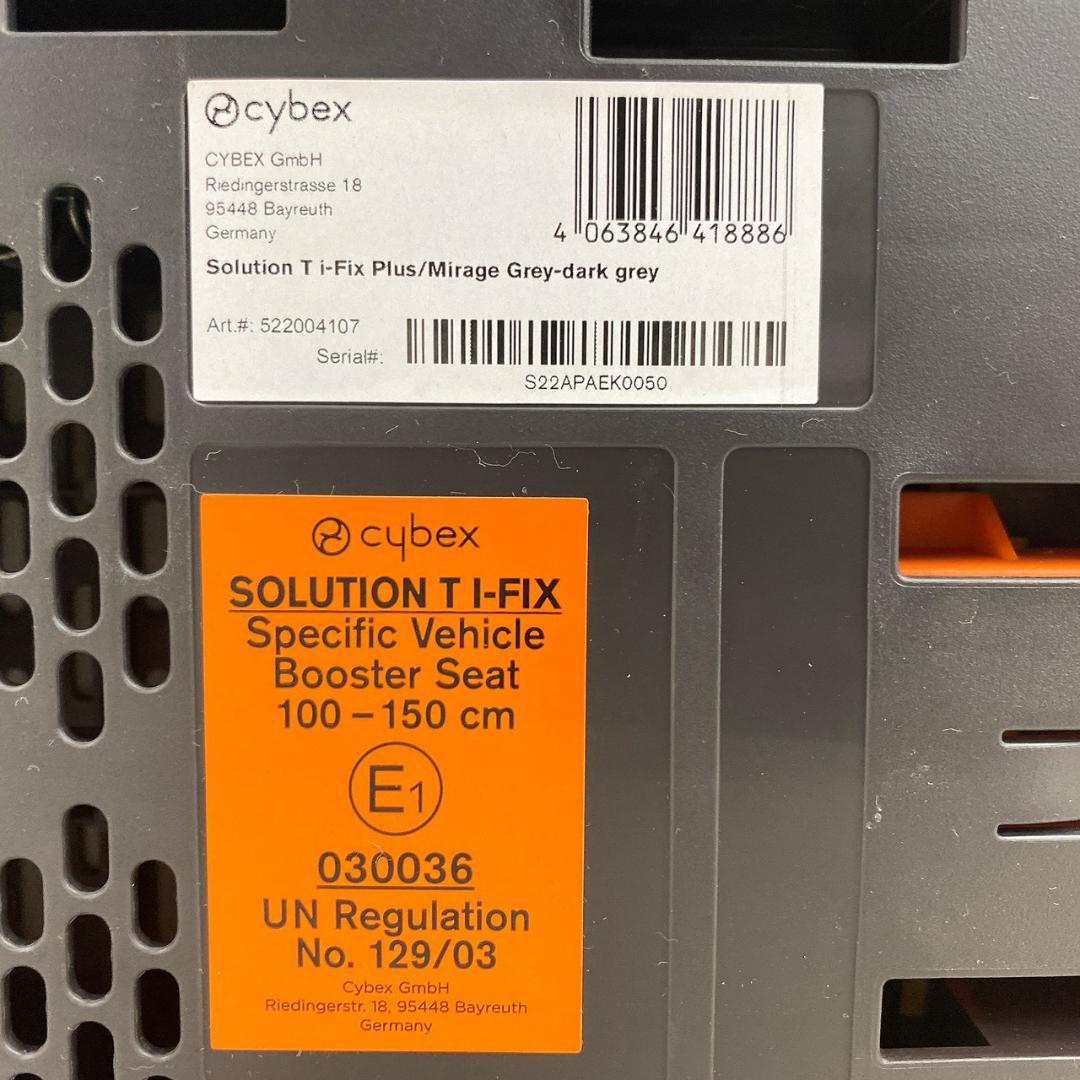 cybex
CYBEX GmbH
Riedingerstrasse 18
95448 Bayreuth
Germany
4 063846 418886
Solution T i-Fix Plus/Mirage Grey-dark grey
Art.#: 522004107
Serial#:
S22APAEK0050
cybex
SOLUTION T I-FIX
Specific Vehicle
Booster Seat
100 – 150 cm
E1
030036
UN Regulation
No. 129/03
Cybex GmbH
Riedingerstr. 18, 95448 Bayreuth
Germany